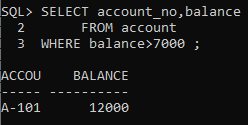 SQL> SELECT account_no,balance
  2       FROM account
  3  WHERE balance>7000 ;
ACCOU    BALANCE
----- ----------
A-101      12000